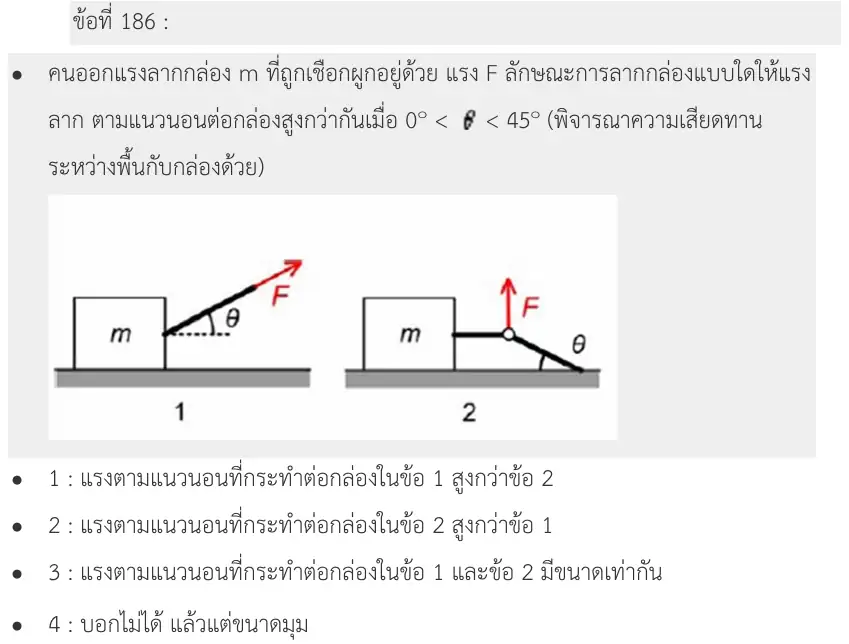 ข้อที่ 186 :
คนออกแรงลากกล่อง m ที่ถูกเชือกผูกอยู่ด้วย แรง F ลักษณะการลากกล่องแบบใดให้แรง
ลาก ตามแนวนอนต่อกล่องสูงกว่ากันเมื่อ 0° < θ < 45° (พิจารณาความเสียดทาน
ระหว่างพื้นกับกล่องด้วย)
m θ F
1
m F θ
2
1 : แรงตามแนวนอนที่กระทำต่อกล่องในข้อ 1 สูงกว่าข้อ 2
2 : แรงตามแนวนอนที่กระทำต่อกล่องในข้อ 2 สูงกว่าข้อ 1
3 : แรงตามแนวนอนที่กระทำต่อกล่องในข้อ 1 และข้อ 2 มีขนาดเท่ากัน
4 : บอกไม่ได้ แล้วแต่ขนาดมุม